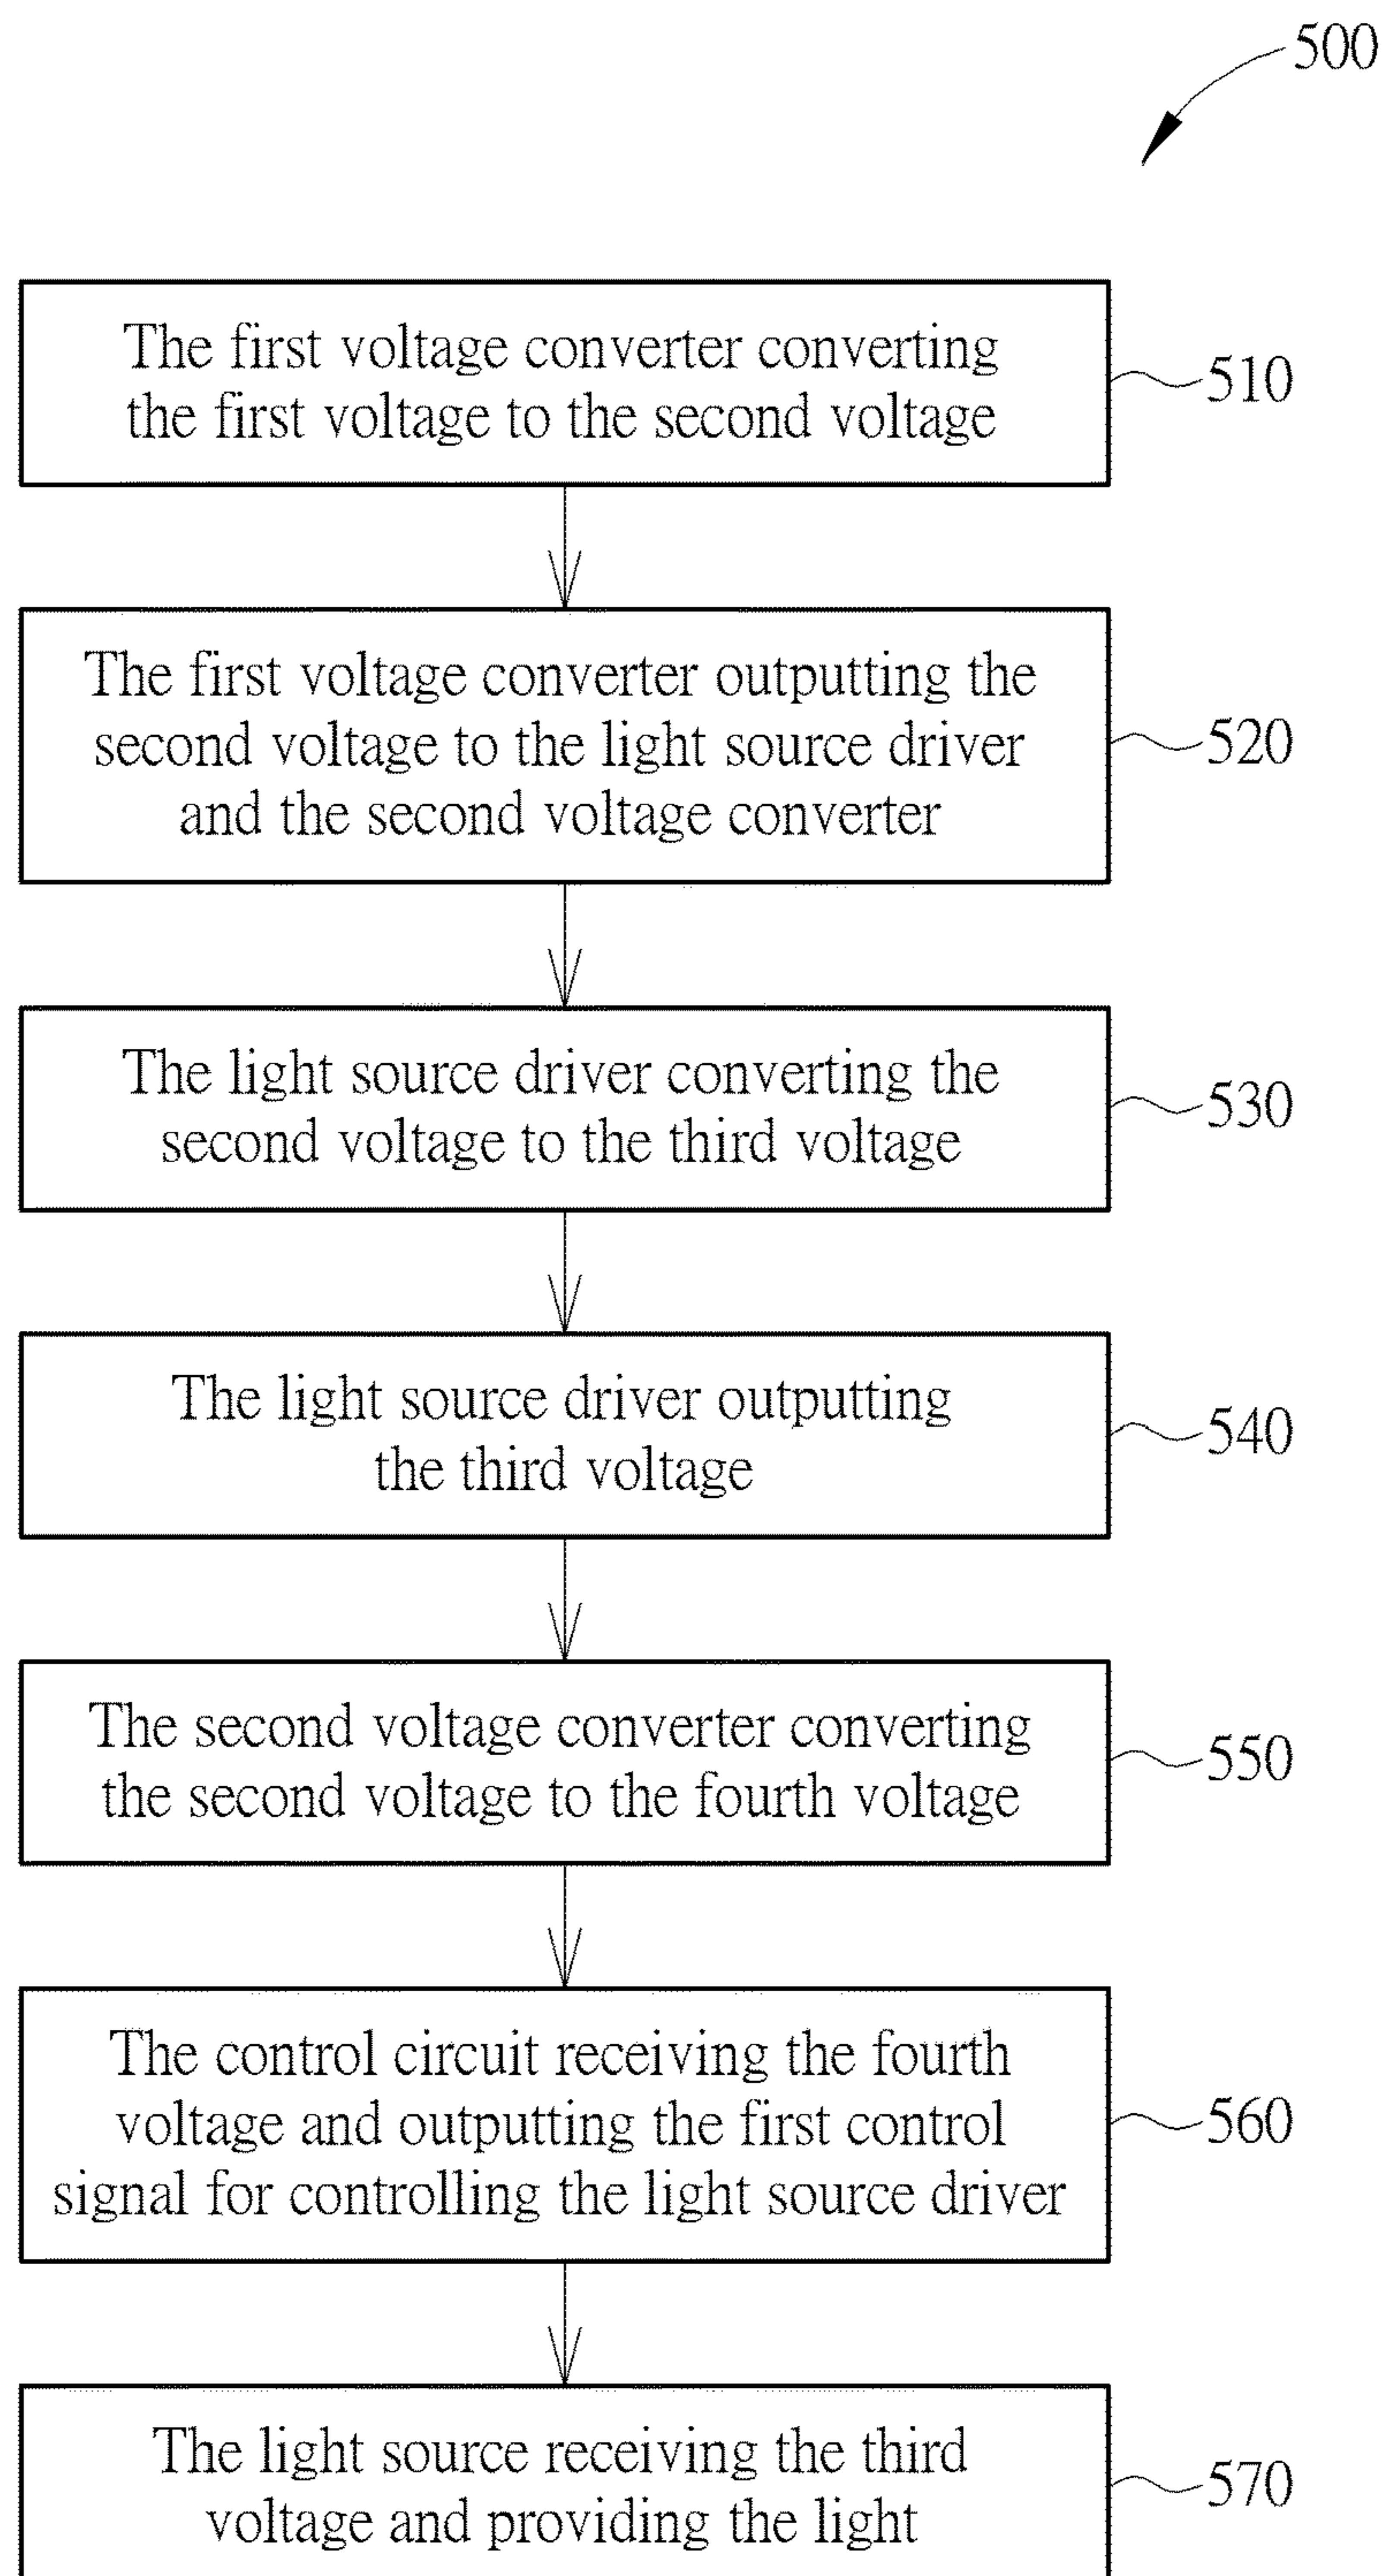 500
The first voltage converter converting
the first voltage to the second voltage
510
The first voltage converter outputting the
second voltage to the light source driver
and the second voltage converter
520
The light source driver converting the
second voltage to the third voltage
530
The light source driver outputting
the third voltage
540
The second voltage converter converting
the second voltage to the fourth voltage
550
The control circuit receiving the fourth
voltage and outputting the first control
signal for controlling the light source driver
560
The light source receiving the third
voltage and providing the light
570